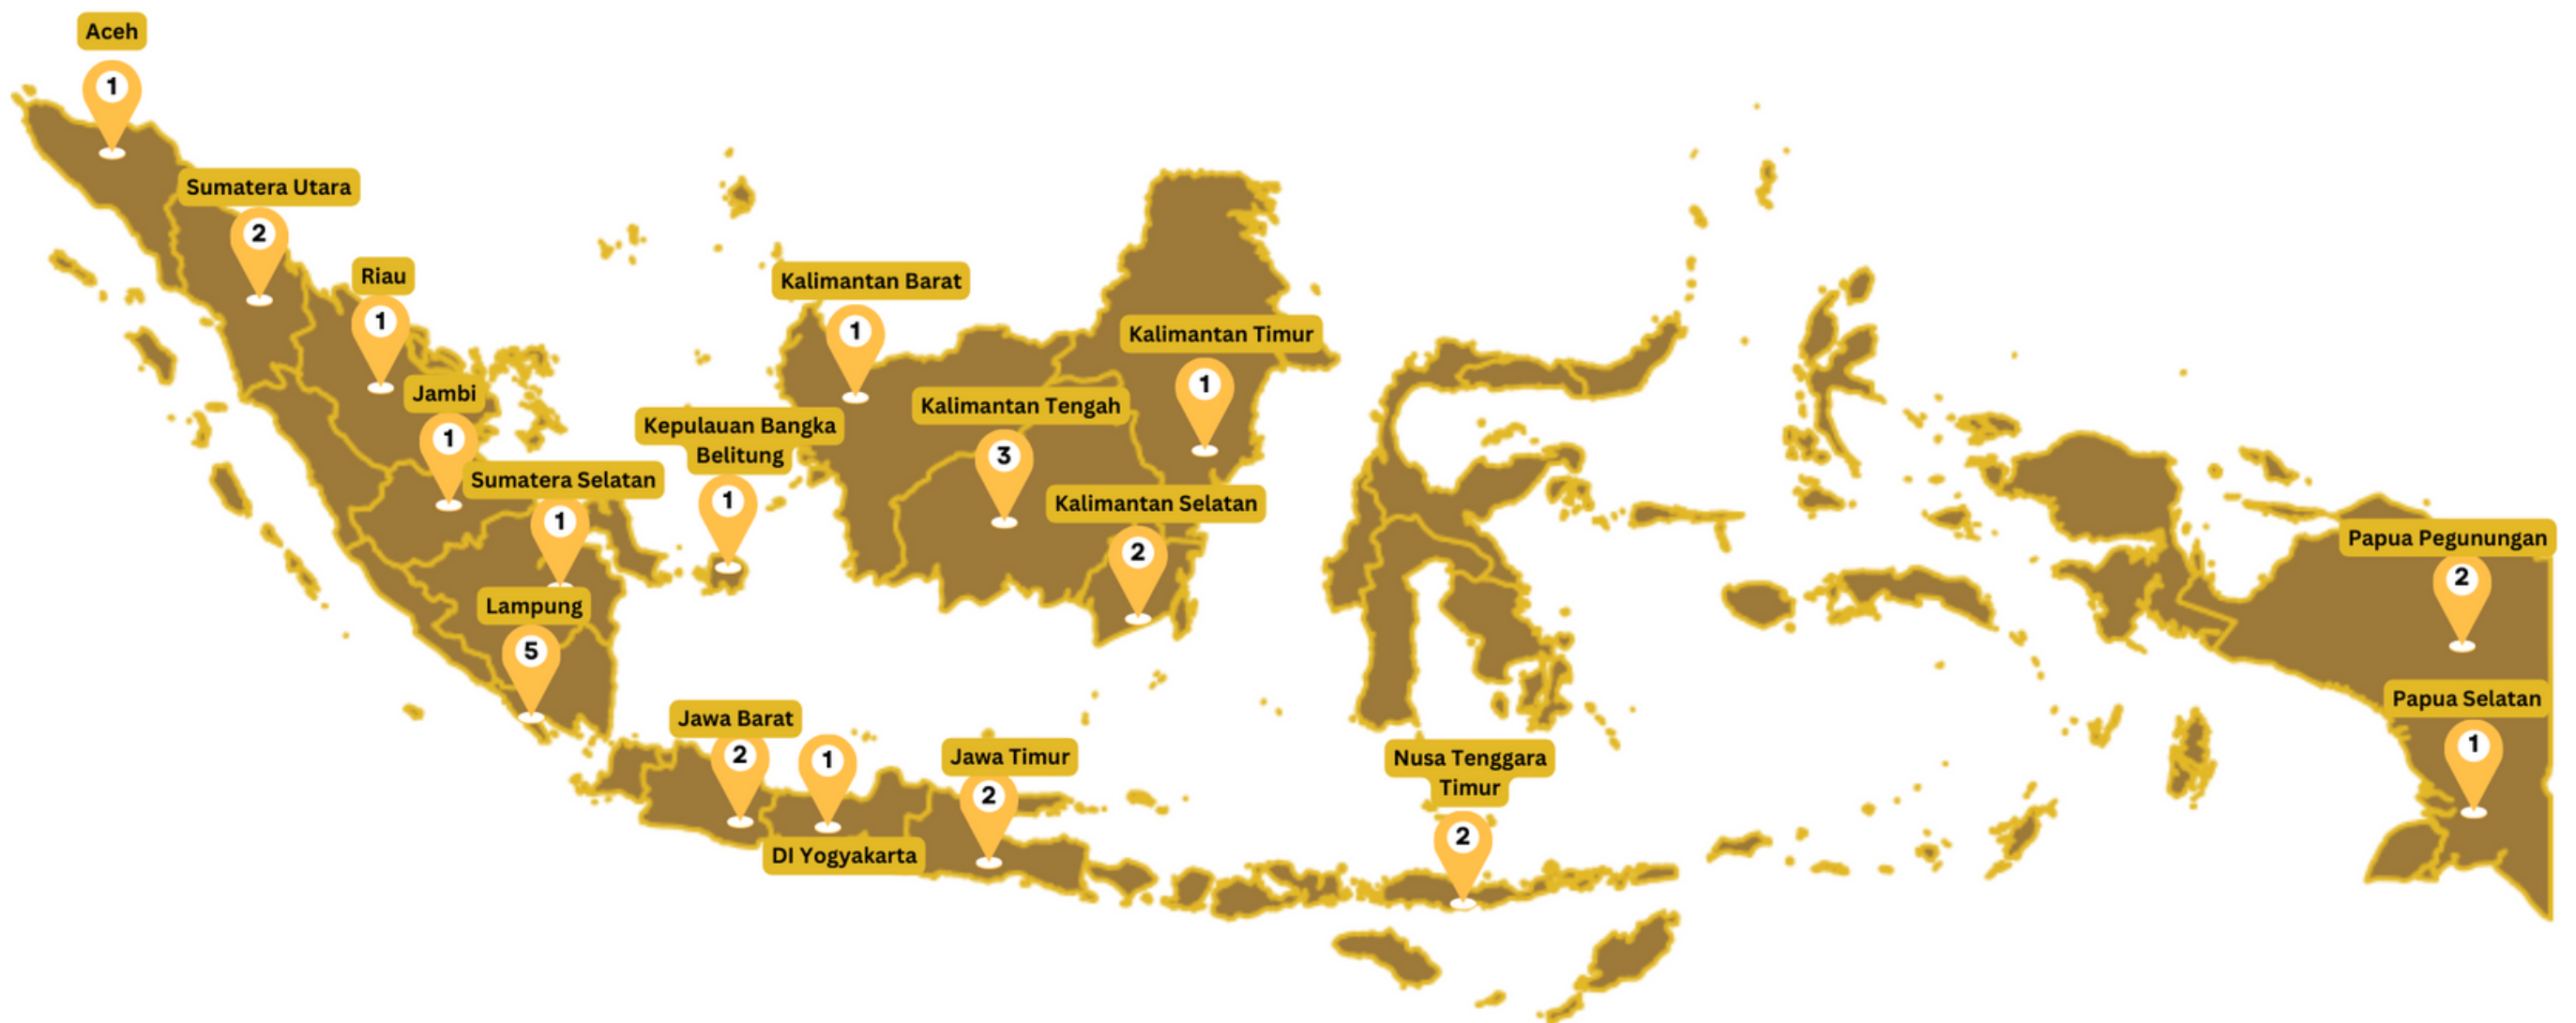 Aceh
1
Sumatera Utara
2
Riau
1
Jambi
1
Sumatera Selatan
1
Lampung
5
Kepulauan Bangka
Belitung
1
Kalimantan Barat
1
Kalimantan Tengah
3
Kalimantan Timur
1
Kalimantan Selatan
2
Jawa Barat
2
1
DI Yogyakarta
Jawa Timur
2
Nusa Tenggara
Timur
2
Papua Pegunungan
2
Papua Selatan
1